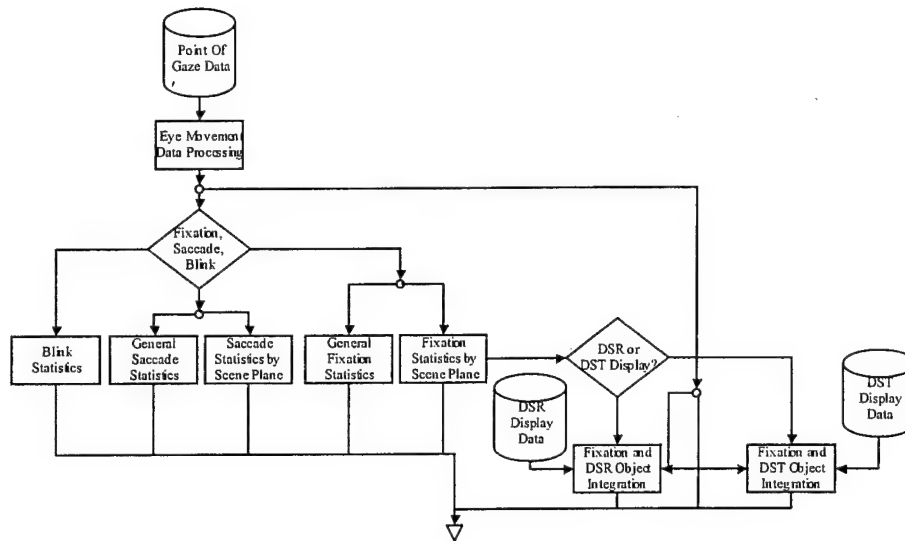 Point Of
Gaze Data
Eye Movement
Data Processing
Fixation,
Saccade,
Blink
Blink
Statistics
General
Saccade
Statistics
Saccade
Statistics by
Scene Plane
General
Fixation
Statistics
Fixation
Statistics by
Scene Plane
DSR or
DST Display?
DSR
Display
Data
DST
Display
Data
Fixation and
DSR Object
Integration
Fixation and
DST Object
Integration